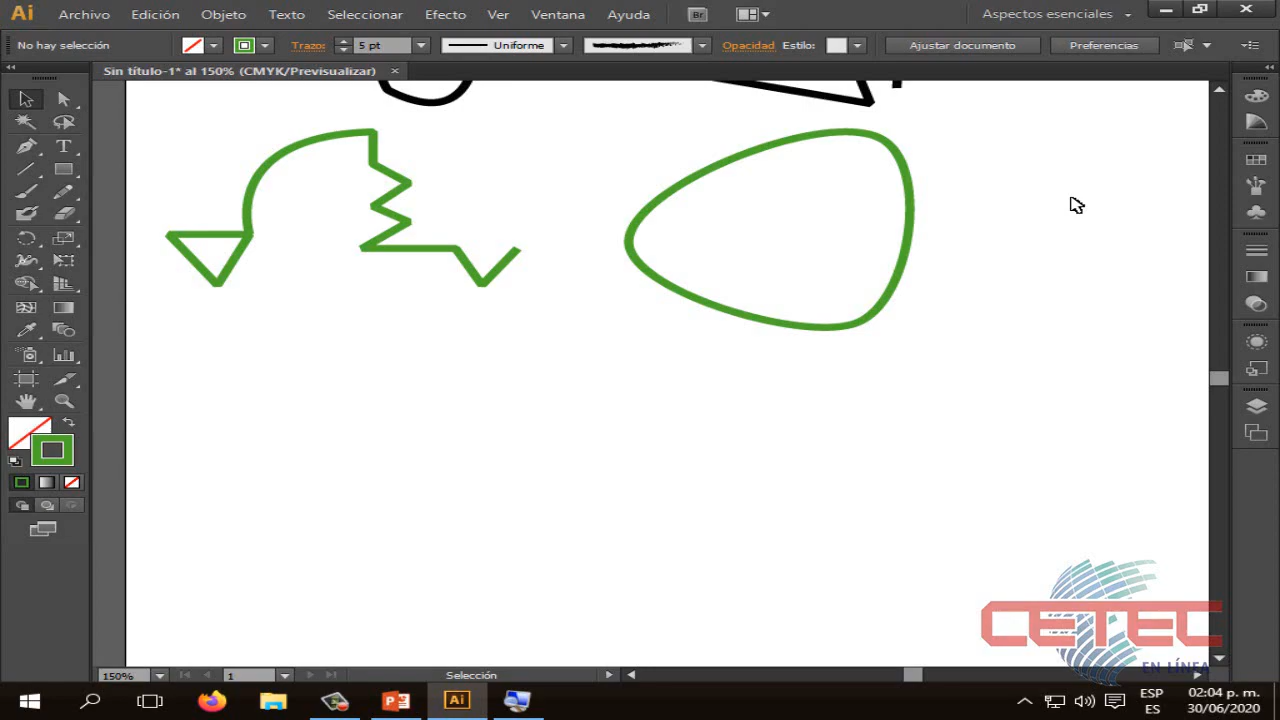 Ai Archivo Edición Objeto Texto Seleccionar Efecto Ver Ventana Ayuda Br Aspectos esenciales
No hay selección Trazo: 5 pt Uniforme Opacidad Estilo: Ajustar documento Preferencias
Sin título-1* al 150% (CMYK/Previsualizar) ×
T
CETEC
EN LÍNEA
150% 1 Selección
Ai ESP 02:04 p. m.
ES 30/06/2020